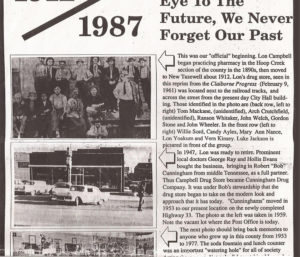 1912
1987
Eye To The
Future, We Never
Forget Our Past
This was our "official" beginning. Lon Campbell
began practicing pharmacy in the Hoop Creek
section of the county in the 1890s, then moved
to New Tazewell about 1912. Lon's drug store, seen
in this reprint from the Claiborne Progress (February 9,
1961) was located next to the railroad tracks, and
across the street from the present day City Hall build-
ing. Those identified in the photo are (back row, left to
right) Tom Muckane, (unidentified), Arch Crutchfield,
(unidentified), Ransom Whitaker, John Welch, Gordon
Stone and John Wheeler. In the front row (left to
right) Willie Sord, Candy Ayles, Mary Ann Nance,
Lou Yoakum and Vern Kinsey. Luke Jackson is
pictured in front of the group.
In 1947, Lon was ready to retire. Prominent
local doctors George Ray and Hollis Evans
bought the business, bringing in Robert "Bob"
Cunningham from middle Tennessee, as a full partner.
Thus Campbell Drug Store became Cunningham Drug
Company. It was under Bob's stewardship that the
drug store began to take on the modern look and
approach that it has today. "Cunninghams" moved in
1953 to our present location on the newly completed
Highway 33. The photo at the left was taken in 1959.
Note the vacant lot where the Post Office is today.
The next photo should bring back memories to
anyone who grew up in this county from 1953
to 1977. The soda fountain and lunch counter
was an important "watering hole" for all of society